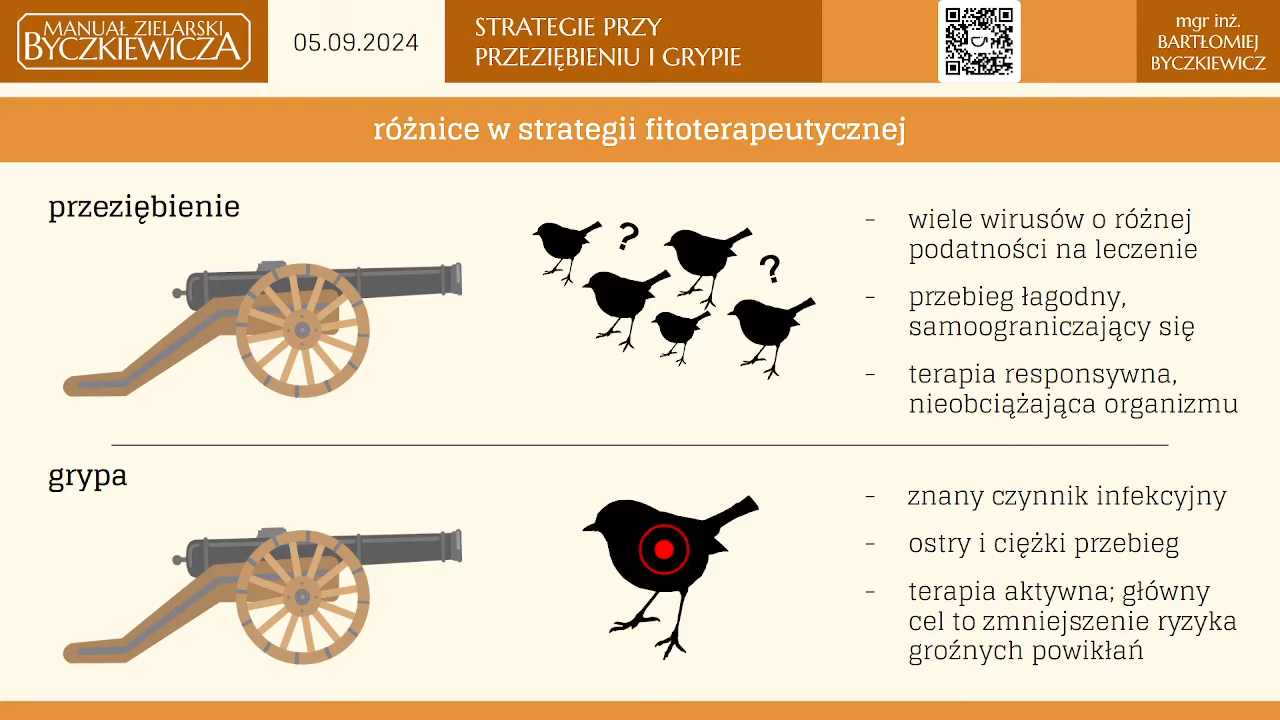 MANUAŁ ZIELARSKI
BYCZKIEWICZA
05.09.2024
STRATEGIE PRZY
PRZEZIĘBIENIU I GRYPIE
mgr inż.
BARTŁOMIEJ
BYCZKIEWICZ
różnice w strategii fitoterapeutycznej
przeziębienie
? ?
- wiele wirusów o różnej
podatności na leczenie
- przebieg łagodny,
samoograniczający się
- terapia responsywna,
nieobciążająca organizmu
grypa
- znany czynnik infekcyjny
- ostry i ciężki przebieg
- terapia aktywna; główny
cel to zmniejszenie ryzyka
groźnych powikłań